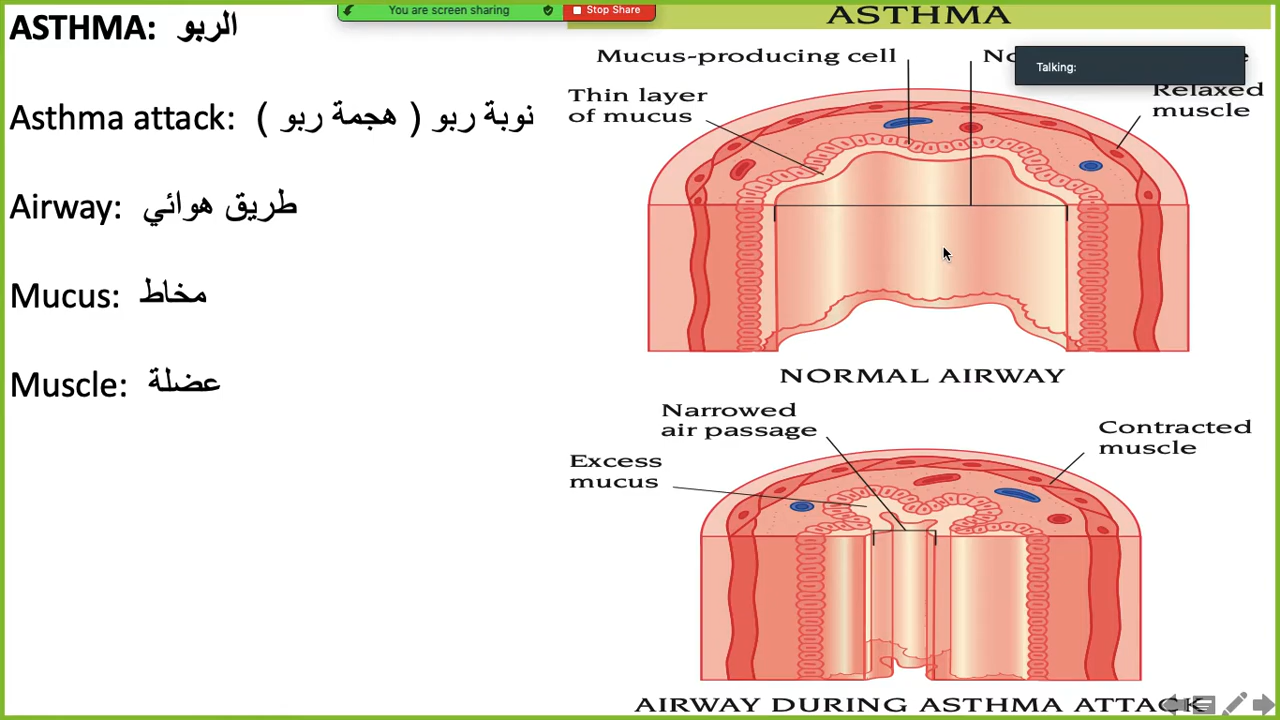 You are screen sharing
Stop Share
Talking:
ASTHMA: الربو
Asthma attack: نوبة ربو ( هجمة ربو )
Airway: طريق هوائي
Mucus: مخاط
Muscle: عضلة
ASTHMA
Mucus-producing cell
Thin layer
of mucus
Relaxed
muscle
NORMAL AIRWAY
Narrowed
air passage
Excess
mucus
Contracted
muscle
AIRWAY DURING ASTHMA ATTACK